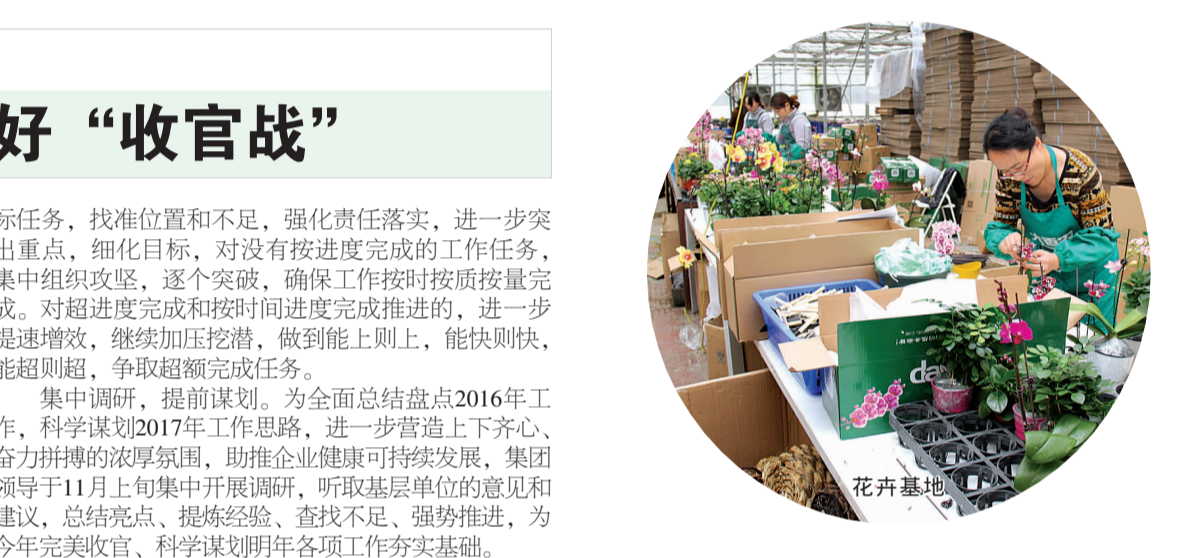 好“收官战”
标任务，找准位置和不足，强化责任落实，进一步突
出重点，细化目标，对没有按进度完成的工作任务，
集中组织攻坚，逐个突破，确保工作按时按质按量完
成。对超进度完成和按时间进度完成推进的，进一步
提速增效，继续加压挖潜，做到能上则上，能快则快，
能超则超，争取超额完成任务。
集中调研，提前谋划。为全面总结盘点2016年工
作，科学谋划2017年工作思路，进一步营造上下齐心、
奋力拼搏的浓厚氛围，助推企业健康可持续发展，集团
领导于11月上旬集中开展调研，听取基层单位的意见和
建议，总结亮点、提炼经验、查找不足、强势推进，为
今年完美收官、科学谋划明年各项工作夯实基础。
花卉基地